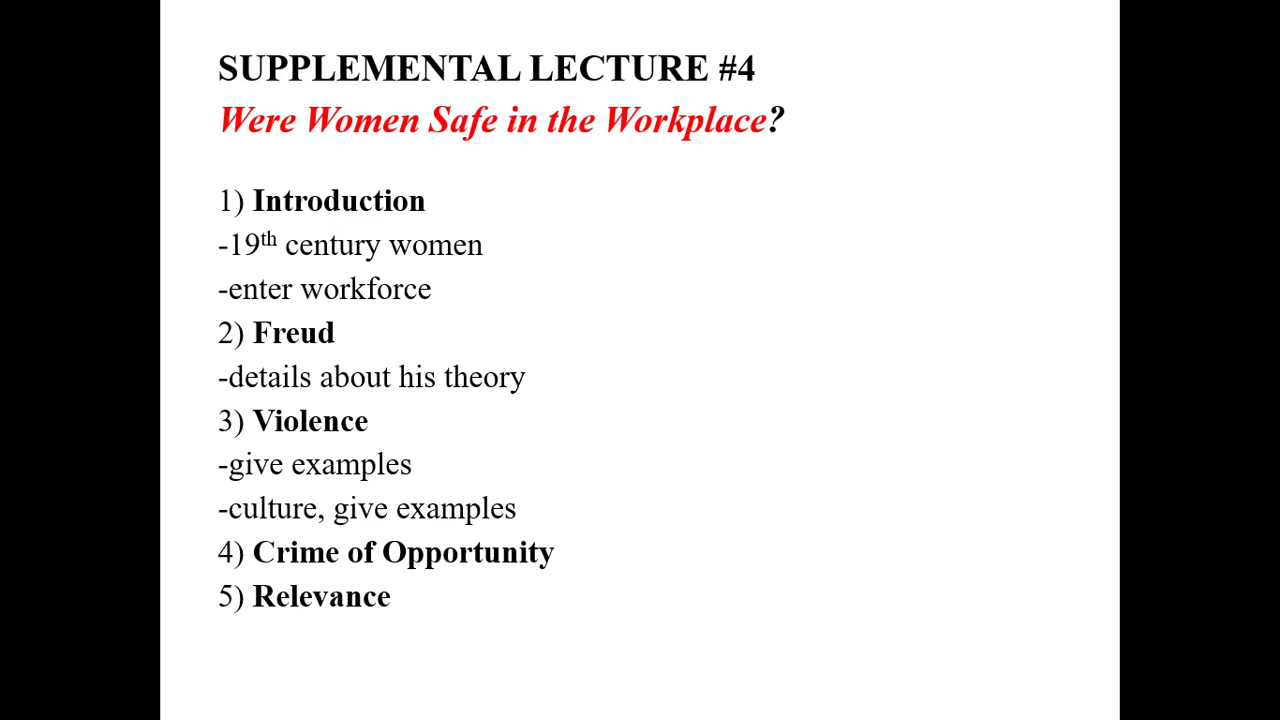 SUPPLEMENTAL LECTURE #4
Were Women Safe in the Workplace?
1) Introduction
-19th century women
-enter workforce
2) Freud
-details about his theory
3) Violence
-give examples
-culture, give examples
4) Crime of Opportunity
5) Relevance